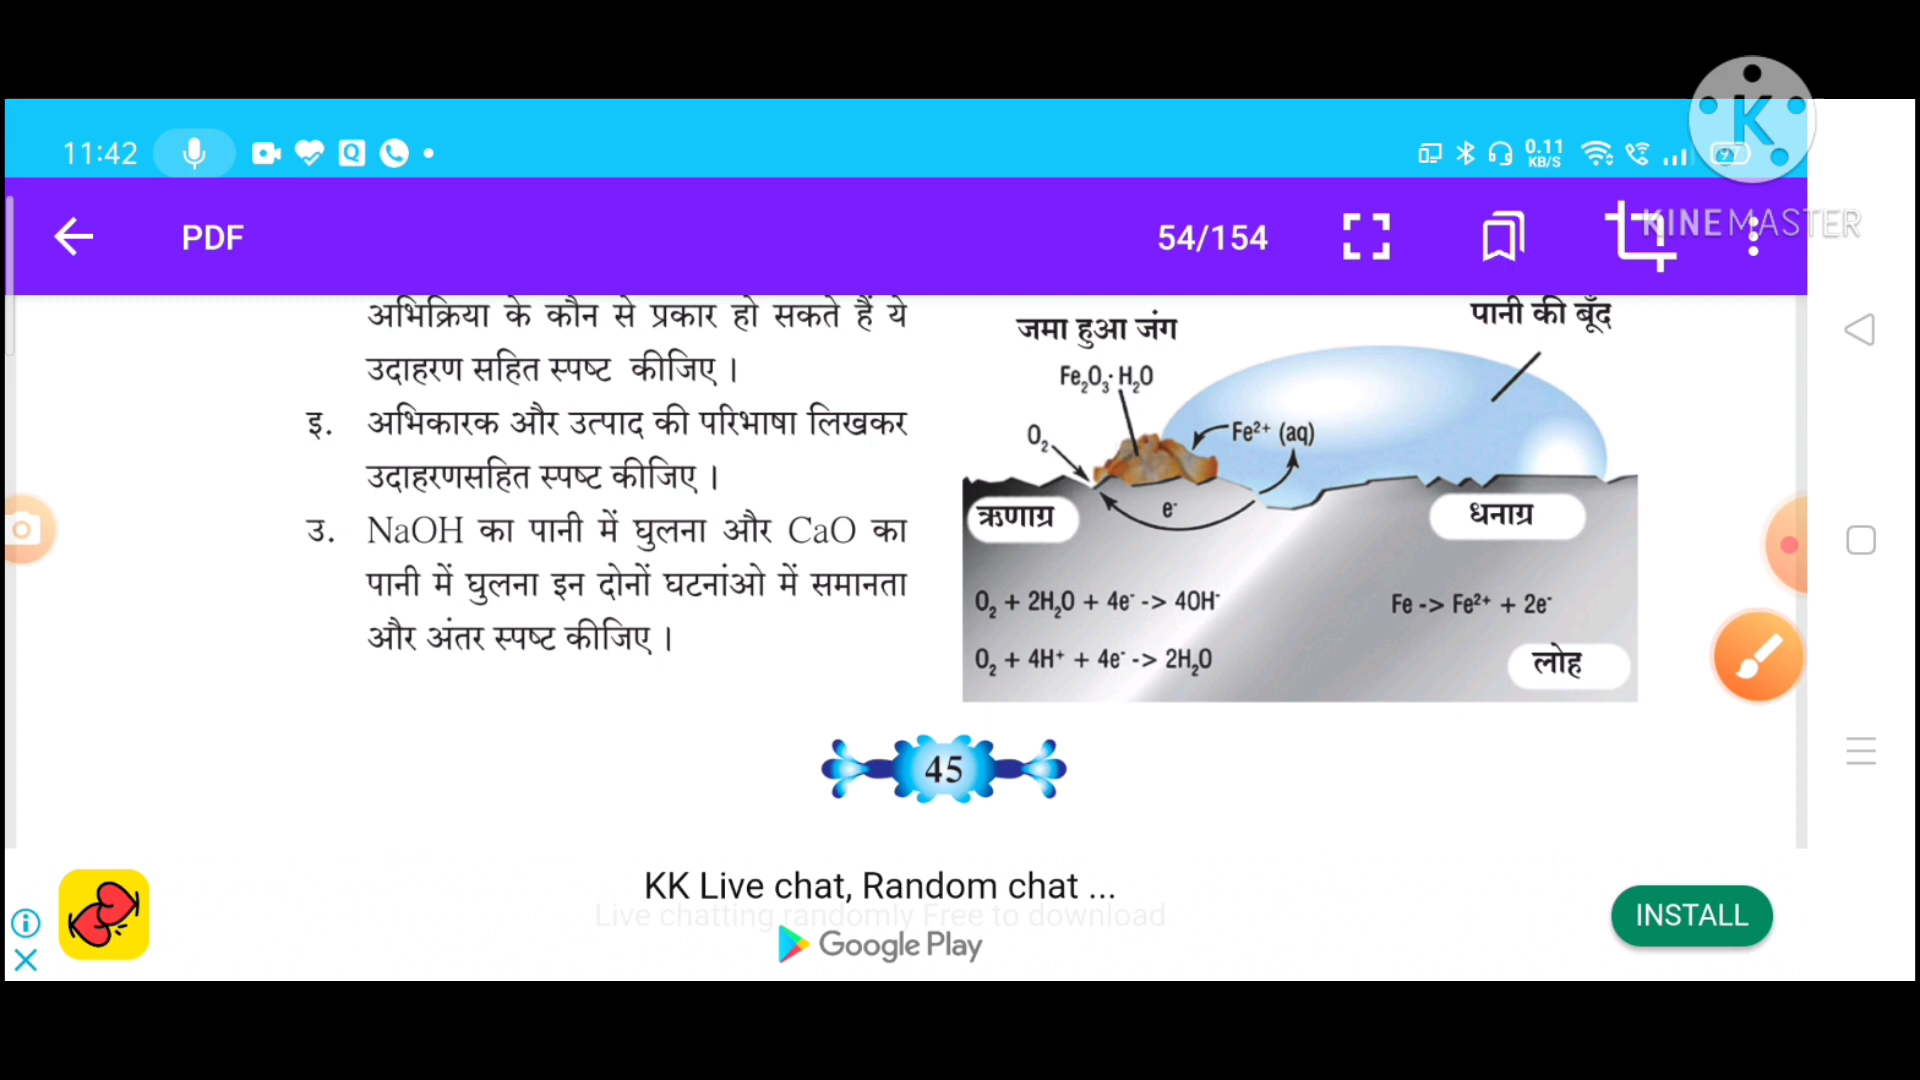 11:42
0.11
KB/S
97
KINEMASTER
PDF
54/154
अभिक्रिया के कौन से प्रकार हो सकते हैं ये
उदाहरण सहित स्पष्ट कीजिए ।
इ. अभिकारक और उत्पाद की परिभाषा लिखकर
उदाहरणसहित स्पष्ट कीजिए ।
उ. NaOH का पानी में घुलना और CaO का
पानी में घुलना इन दोनों घटनांओ में समानता
और अंतर स्पष्ट कीजिए ।
जमा हुआ जंग
पानी की बूँद
Fe₂O₃· H₂O
O₂
Fe²⁺ (aq)
ऋणाग्र
e⁻
धनाग्र
O₂ + 2H₂O + 4e⁻ -> 4OH⁻
Fe -> Fe²⁺ + 2e⁻
O₂ + 4H⁺ + 4e⁻ -> 2H₂O
लोह
45
KK Live chat, Random chat ...
Live chatting randomly Free to download
Google Play
INSTALL